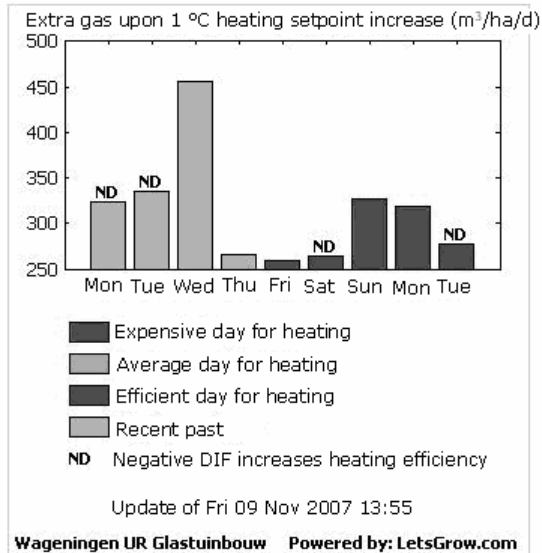 Extra gas upon 1 ºC heating setpoint increase (m³/ha/d)
500
450
400
350
300
250
ND
ND
ND
ND
Mon Tue Wed Thu Fri Sat Sun Mon Tue
Expensive day for heating
Average day for heating
Efficient day for heating
Recent past
ND Negative DIF increases heating efficiency
Update of Fri 09 Nov 2007 13:55
Wageningen UR Glastuinbouw Powered by: LetsGrow.com